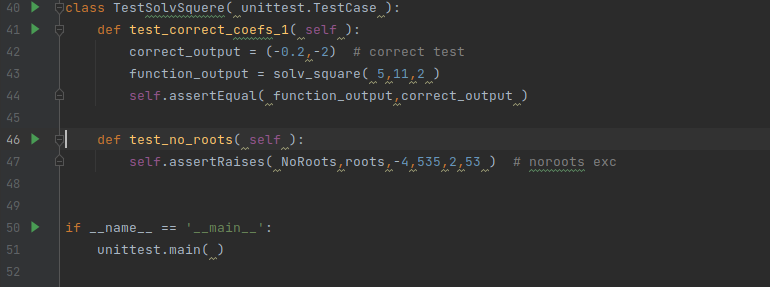 40 class TestSolvSquere( unittest.TestCase ):
41 def test_correct_coefs_1( self ):
42 correct_output = (-0.2,-2)  # correct test
43 function_output = solv_square( 5,11,2 )
44 self.assertEqual( function_output,correct_output )
45
46 def test_no_roots( self ):
47 self.assertRaises( NoRoots,roots,-4,535,2,53 )  # noroots exc
48
49
50 if __name__ == '__main__':
51 unittest.main( )
52